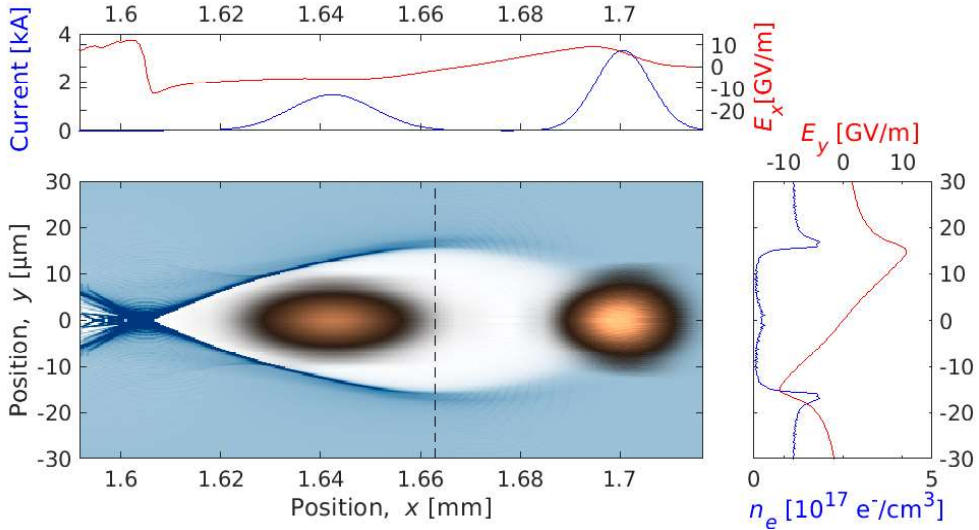 1.6 1.62 1.64 1.66 1.68 1.7
Current [kA]
4
2
0
10
0
-10
-20
E_x[GV/m]
E_y [GV/m]
-10 0 10
Position, y [µm]
30
20
10
0
-10
-20
-30
1.6 1.62 1.64 1.66 1.68 1.7
Position, x [mm]
30
20
10
0
-10
-20
-30
0 5
n_e [10^17 e^-/cm^3]